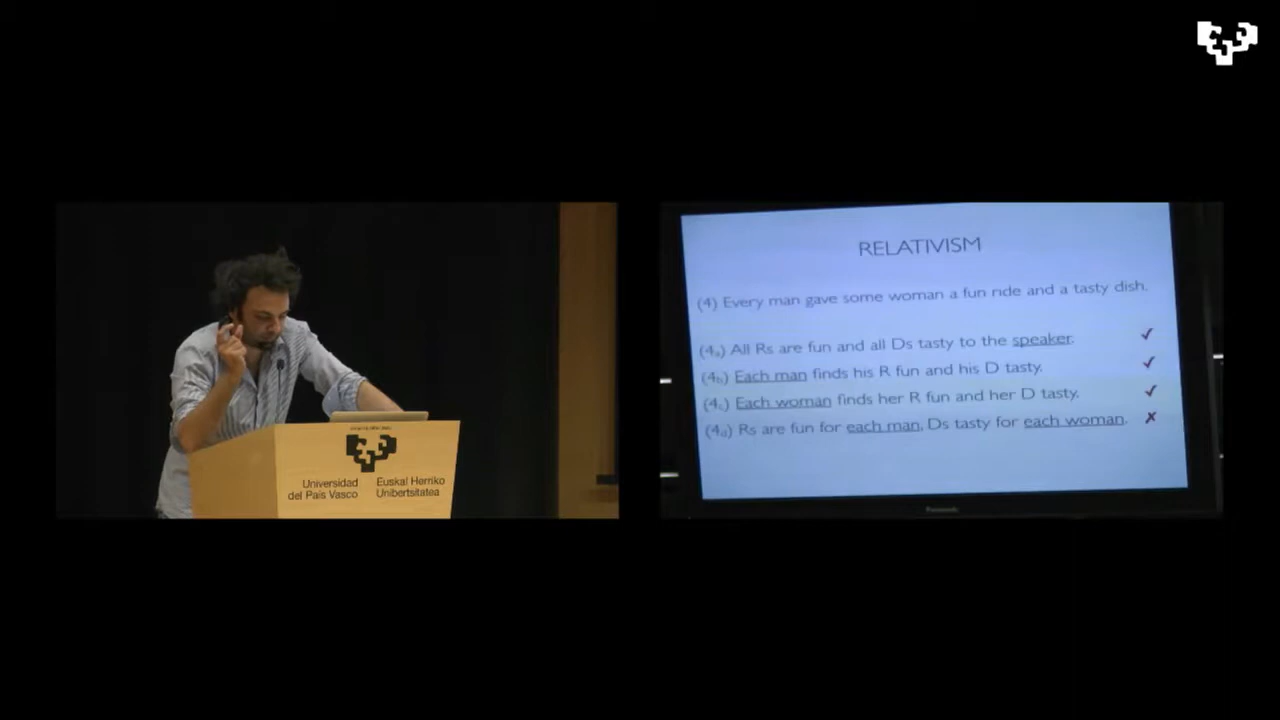 Universidad
del País Vasco
Euskal Herriko
Unibertsitatea
RELATIVISM
(4) Every man gave some woman a fun ride and a tasty dish.
(4a) All Rs are fun and all Ds tasty to the speaker. ✓
(4b) Each man finds his R fun and his D tasty. ✓
(4c) Each woman finds her R fun and her D tasty. ✓
(4d) Rs are fun for each man, Ds tasty for each woman. ✗
Panasonic